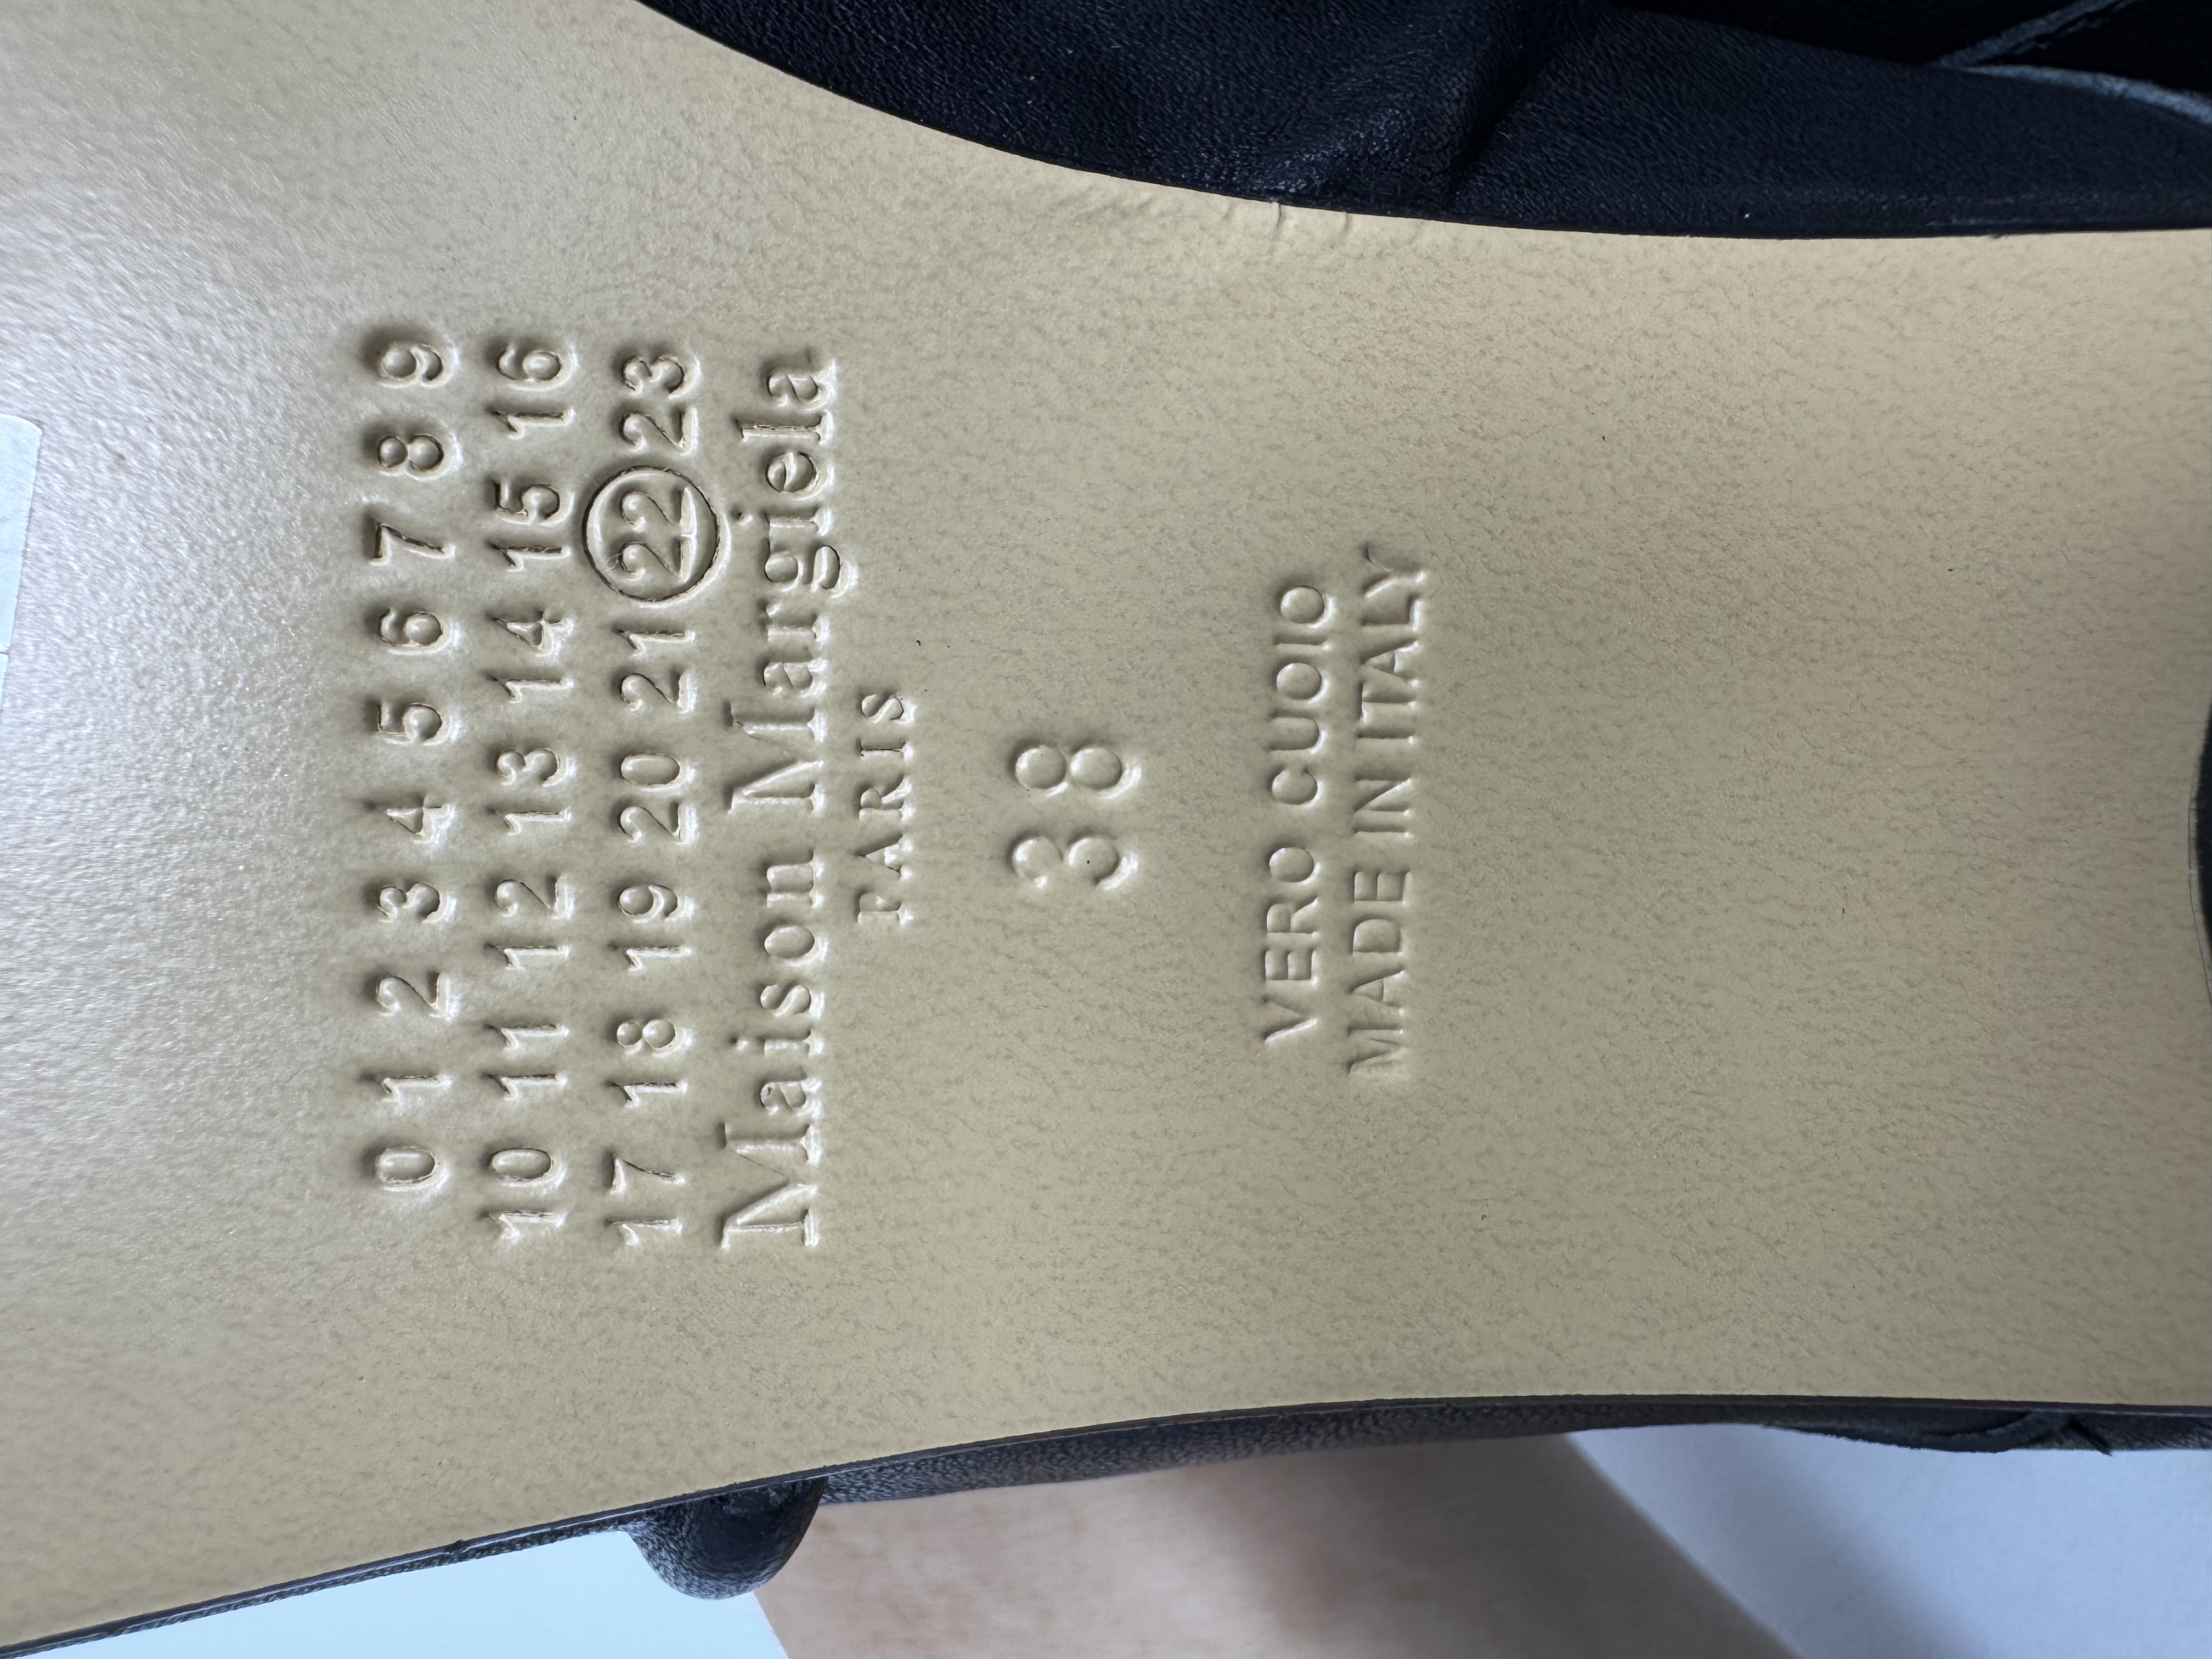 0 1 2 3 4 5 6 7 8 9
10 11 12 13 14 15 16
17 18 19 20 21 22 23
Maison Margiela
PARIS
38
VERO CUOIO
MADE IN ITALY